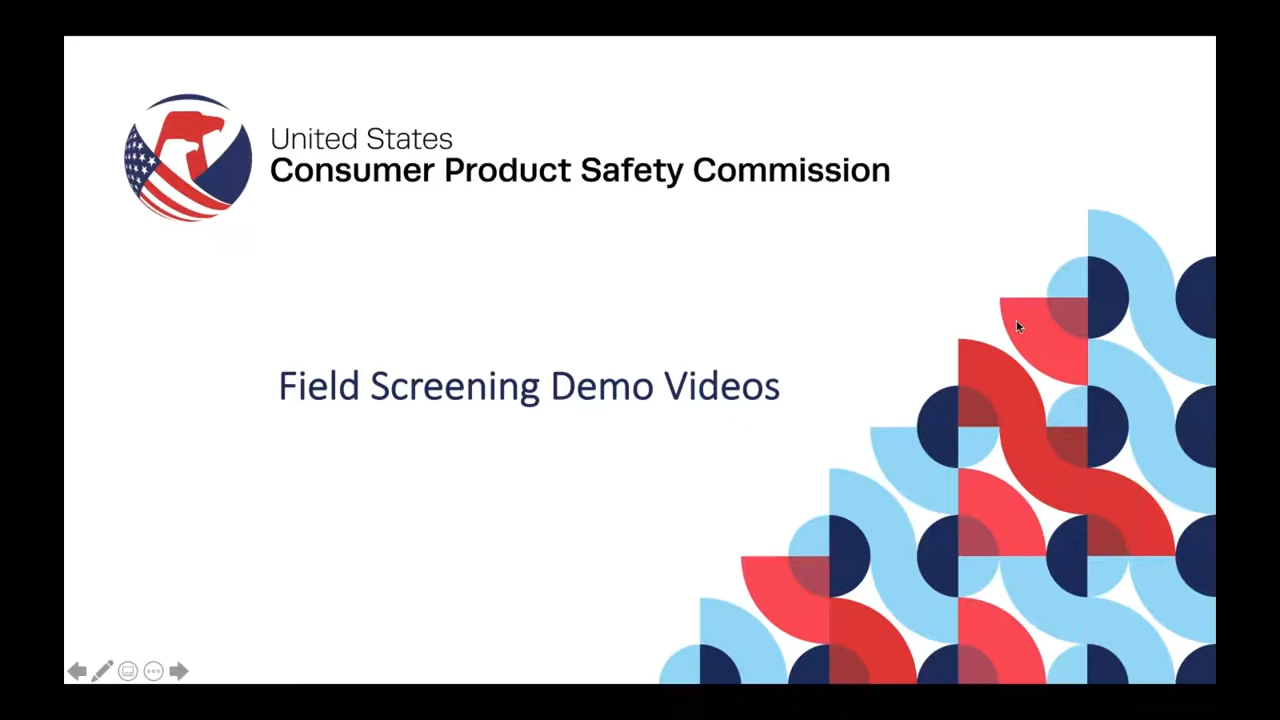 United States
Consumer Product Safety Commission
Field Screening Demo Videos